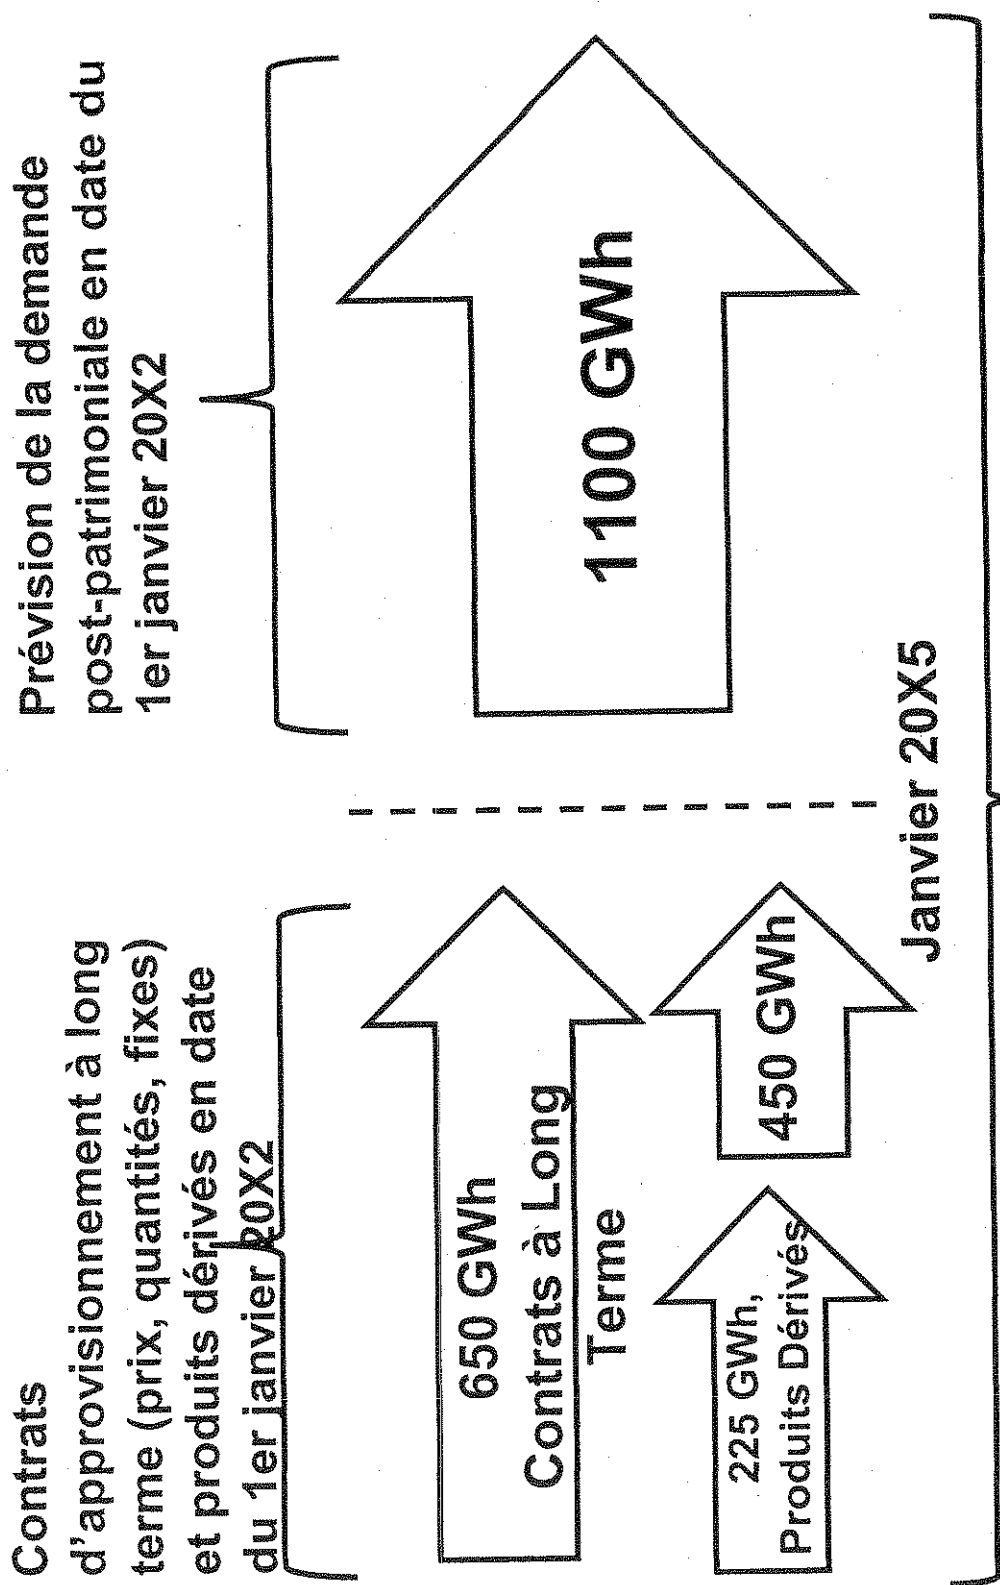 Contrats
d'approvisionnement à long
terme (prix, quantités, fixes)
et produits dérivés en date
du 1er janvier 20X2
Prévision de la demande
post-patrimoniale en date du
1er janvier 20X2
650 GWh
Contrats à Long
Terme
225 GWh,
Produits Dérivés
450 GWh
1100 GWh
Janvier 20X5